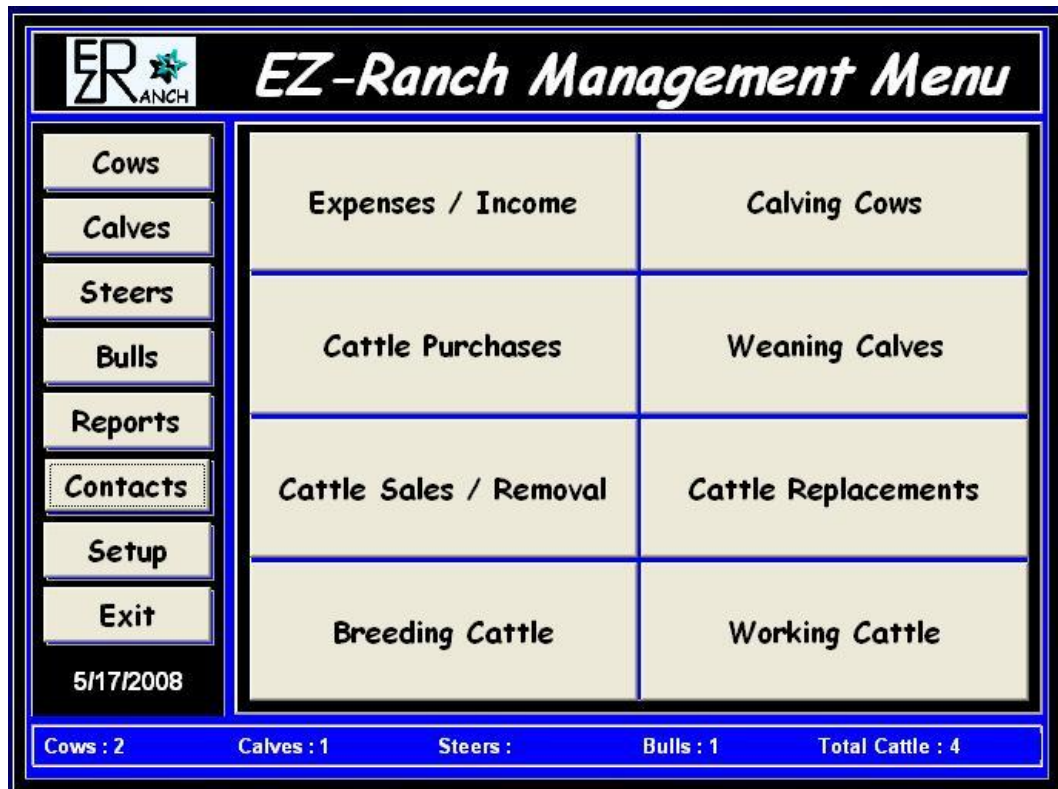 EZ RANCH
EZ-Ranch Management Menu
Cows
Calves
Steers
Bulls
Reports
Contacts
Setup
Exit
5/17/2008
Expenses / Income
Calving Cows
Cattle Purchases
Weaning Calves
Cattle Sales / Removal
Cattle Replacements
Breeding Cattle
Working Cattle
Cows : 2 Calves : 1 Steers : Bulls : 1 Total Cattle : 4